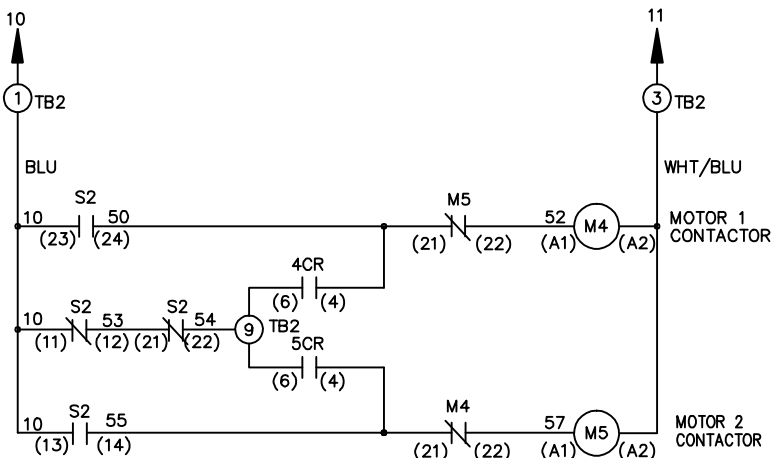 10 11
1 TB2 3 TB2
BLU WHT/BLU
S2 M5
10 50 52 M4 MOTOR 1
(23) (24) (21) (22) (A1) (A2) CONTACTOR
4CR
(6) (4)
S2 S2
10 53 54 9 TB2
(11) (12) (21) (22)
5CR
(6) (4)
S2 M4
10 55 57 M5 MOTOR 2
(13) (14) (21) (22) (A1) (A2) CONTACTOR